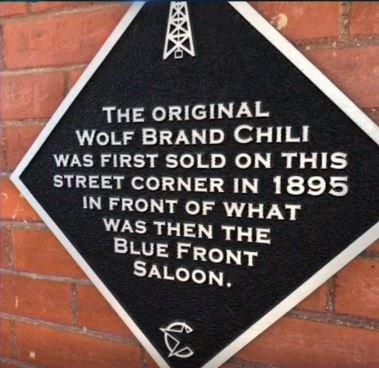 THE ORIGINAL
WOLF BRAND CHILI
WAS FIRST SOLD ON THIS
STREET CORNER IN 1895
IN FRONT OF WHAT
WAS THEN THE
BLUE FRONT
SALOON.